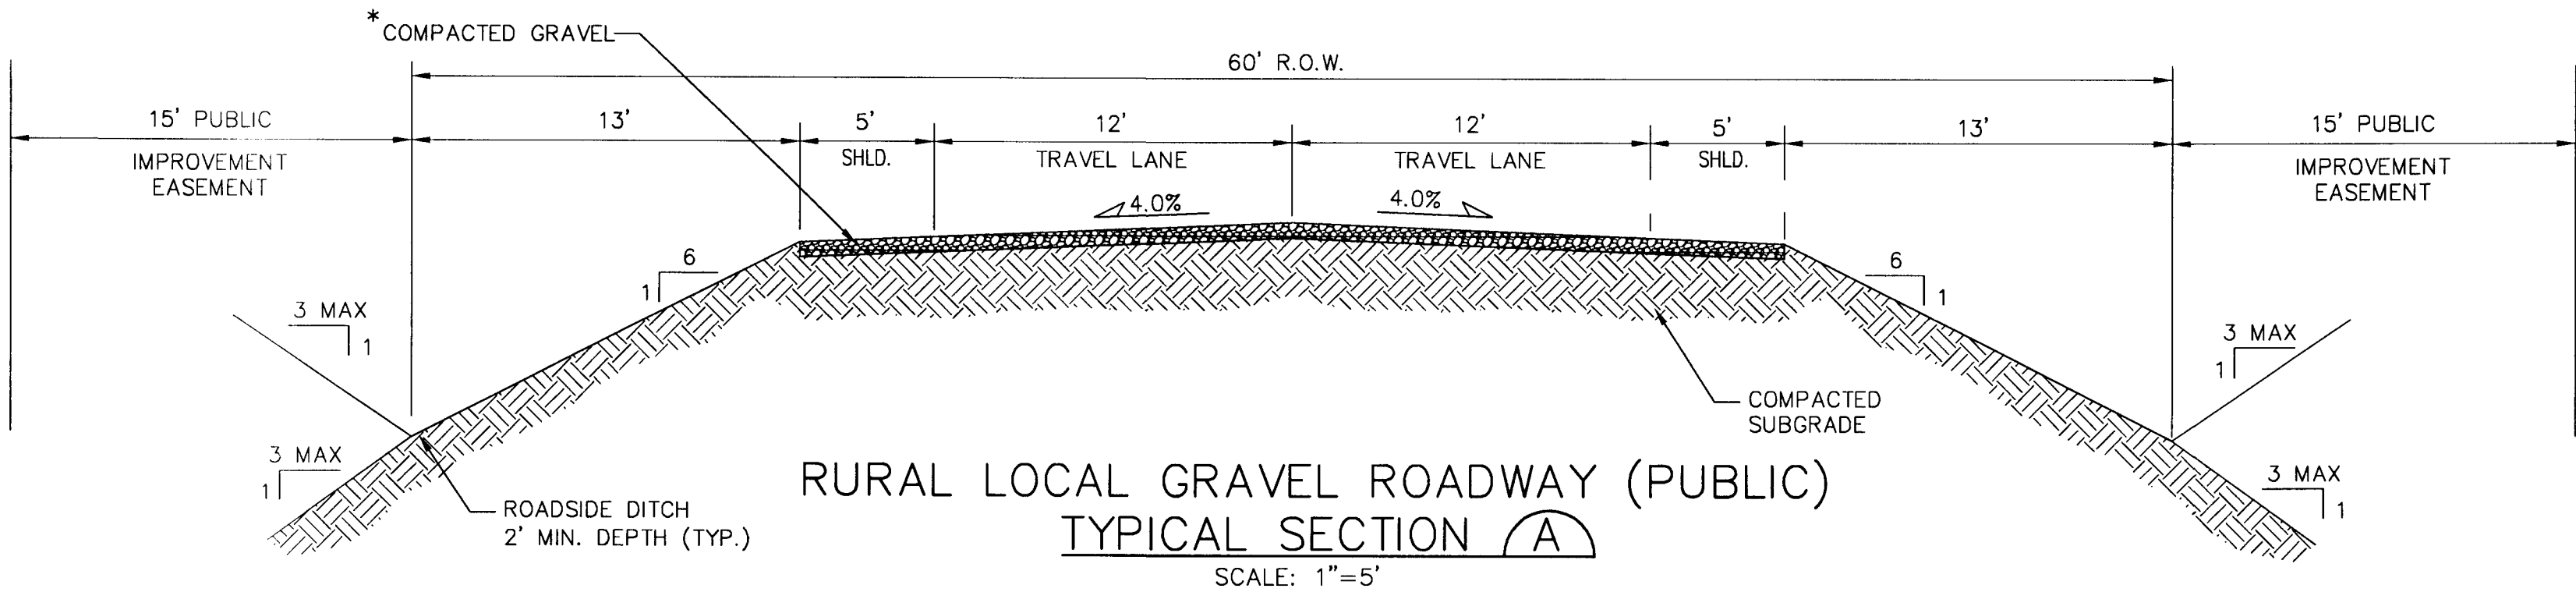 *COMPACTED GRAVEL
60' R.O.W.
15' PUBLIC
IMPROVEMENT
EASEMENT
13'
5'
SHLD.
12'
TRAVEL LANE
12'
TRAVEL LANE
5'
SHLD.
13'
15' PUBLIC
IMPROVEMENT
EASEMENT
4.0%
4.0%
6
1
6
1
3 MAX
1
3 MAX
1
3 MAX
1
3 MAX
1
COMPACTED
SUBGRADE
ROADSIDE DITCH
2' MIN. DEPTH (TYP.)
RURAL LOCAL GRAVEL ROADWAY (PUBLIC)
TYPICAL SECTION A
SCALE: 1"=5'